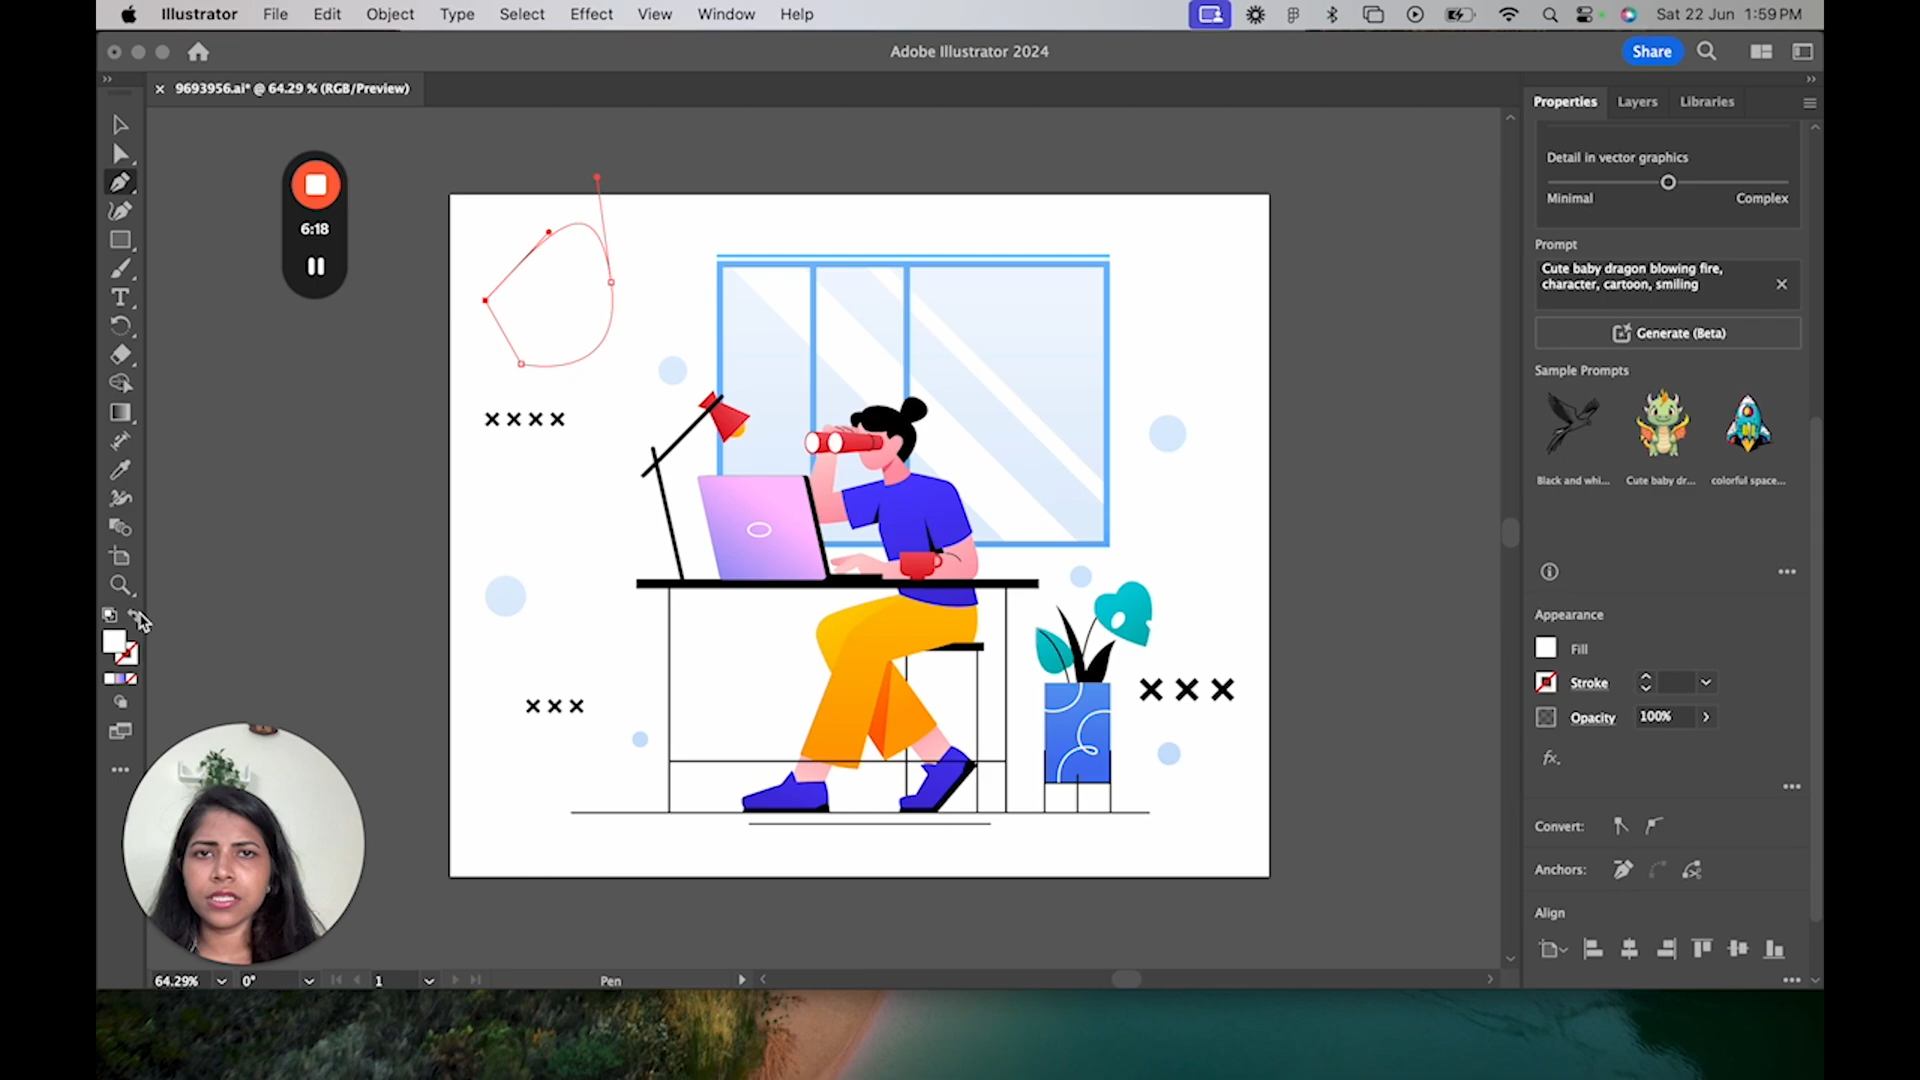 Illustrator File Edit Object Type Select Effect View Window Help Sat 22 Jun 1:59 PM
Adobe Illustrator 2024
Share
9693956.ai* @ 64.29 % (RGB/Preview)
Properties Layers Libraries
Detail in vector graphics
Minimal Complex
6:18
Prompt
Cute baby dragon blowing fire,
character, cartoon, smiling
Generate (Beta)
Sample Prompts
Black and whi... Cute baby dr... colorful space...
Appearance
Fill
Stroke
Opacity 100%
fx.
Convert:
Anchors:
Align
64.29% 0° 1 Pen